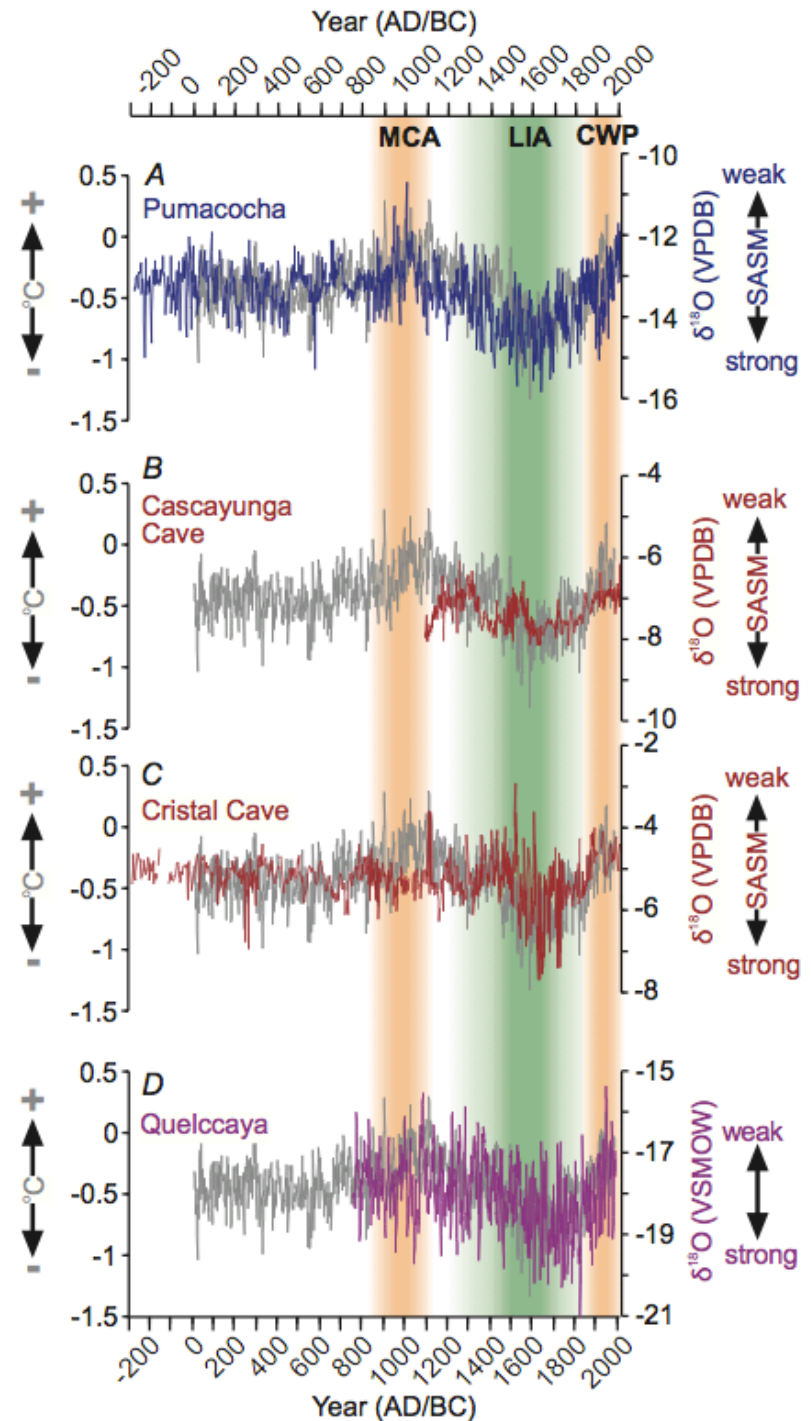 Year (AD/BC)
-200 0 200 400 600 800 1000 1200 1400 1600 1800 2000
MCA LIA CWP
A
Pumacocha
0.5
0
-0.5
-1
-1.5
+
°C
-
-10
-12
-14
-16
δ18O (VPDB)
weak
SASM
strong
B
Cascayunga
Cave
0.5
0
-0.5
-1
-1.5
+
°C
-
-4
-6
-8
-10
δ18O (VPDB)
weak
SASM
strong
C
Cristal Cave
0.5
0
-0.5
-1
-1.5
+
°C
-
-2
-4
-6
-8
δ18O (VPDB)
weak
SASM
strong
D
Quelccaya
0.5
0
-0.5
-1
-1.5
+
°C
-
-15
-17
-19
-21
δ18O (VSMOW)
weak
strong
-200 0 200 400 600 800 1000 1200 1400 1600 1800 2000
Year (AD/BC)